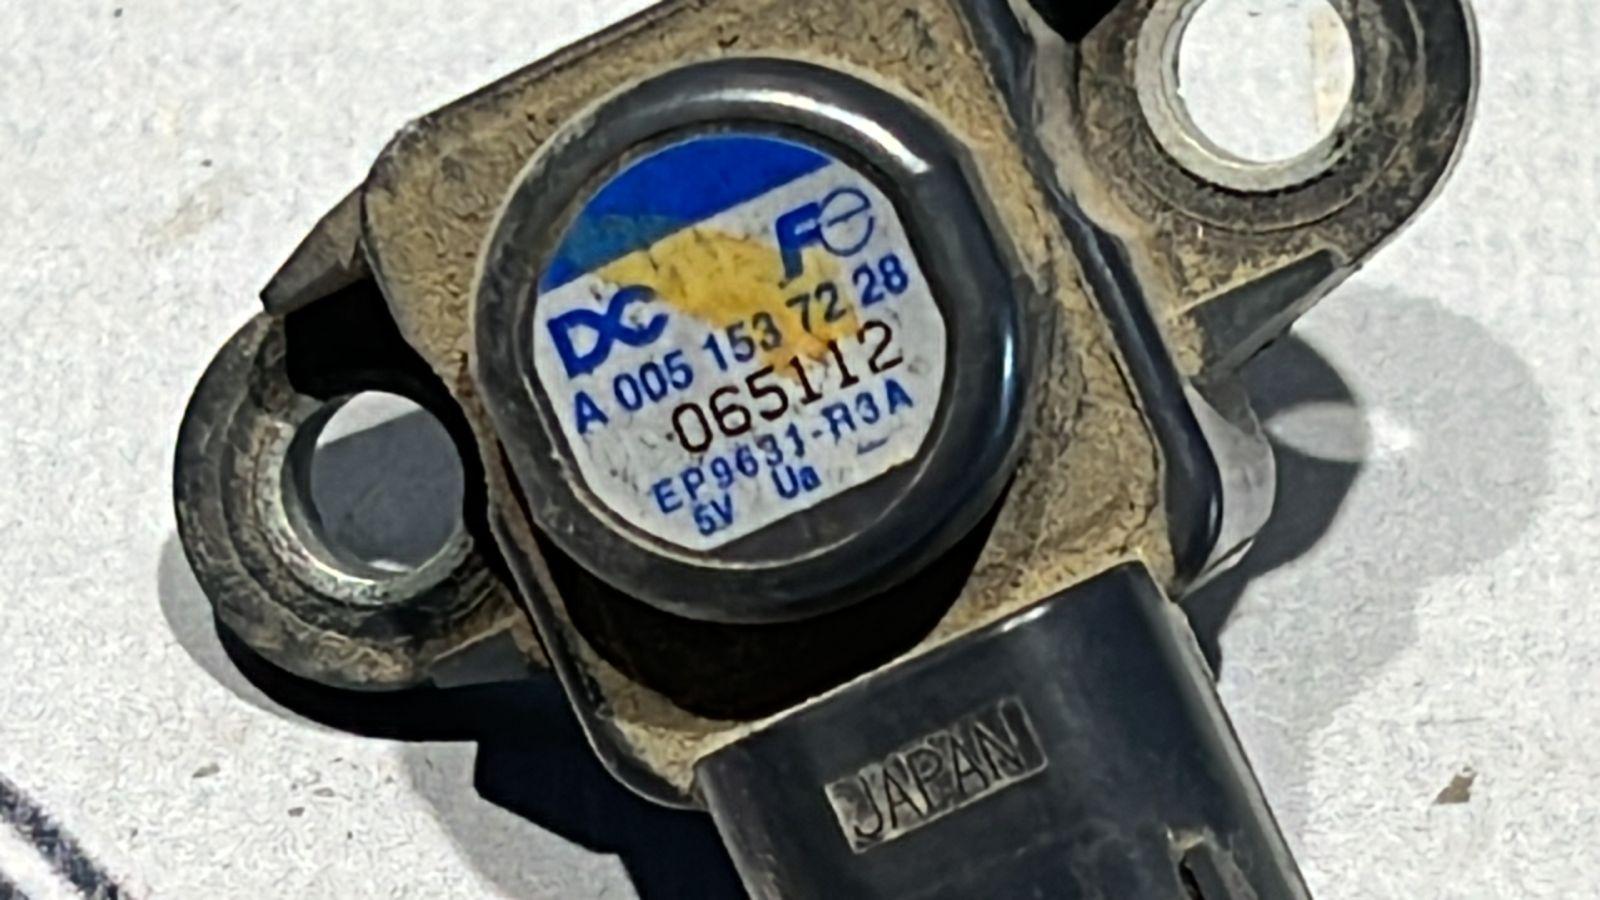 Fe
DC
A 005 153 72 28
065112
EP9631-R3A
5V Ua
JAPAN